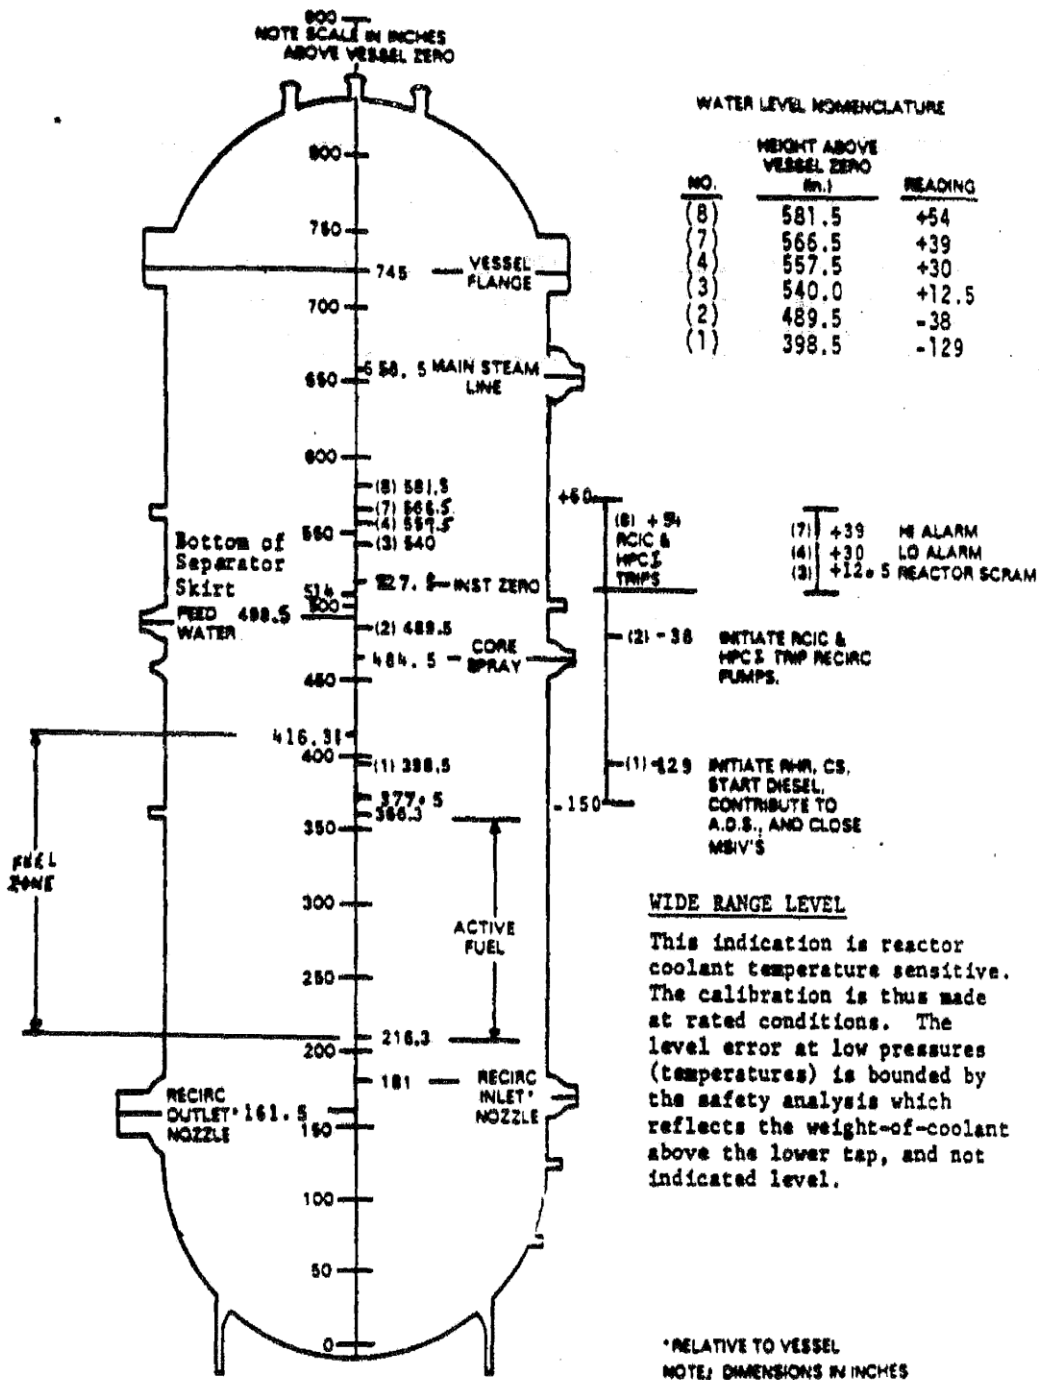 800
NOTE SCALE IN INCHES
ABOVE VESSEL ZERO
WATER LEVEL NOMENCLATURE
NO.
HEIGHT ABOVE
VESSEL ZERO
(in.)
READING
(8) 581.5 +54
(7) 566.5 +39
(4) 557.5 +30
(3) 540.0 +12.5
(2) 489.5 -38
(1) 398.5 -129
800
750
745
VESSEL
FLANGE
700
658.5 MAIN STEAM
LINE
650
600
(8) 581.5
(7) 566.5
(4) 557.5
(3) 540
550
Bottom of
Separator
Skirt
514
527.5 INST ZERO
500
FEED
WATER
498.5
(2) 489.5
484.5
CORE
SPRAY
450
416.31
400
(1) 398.5
377.5
366.3
350
FUEL
ZONE
300
ACTIVE
FUEL
250
216.3
200
181
RECIRC
INLET*
NOZZLE
RECIRC
OUTLET*
NOZZLE
161.5
150
100
50
0
+60
(8) +54
RCIC &
HPCI
TRIPS
(7) +39 HI ALARM
(4) +30 LO ALARM
(3) +12.5 REACTOR SCRAM
(2) -38 INITIATE RCIC &
HPCI TRIP RECIRC
PUMPS.
(1) -129 INITIATE RHR, CS,
START DIESEL,
CONTRIBUTE TO
A.D.S., AND CLOSE
MSIV'S
-150
WIDE RANGE LEVEL
This indication is reactor
coolant temperature sensitive.
The calibration is thus made
at rated conditions. The
level error at low pressures
(temperatures) is bounded by
the safety analysis which
reflects the weight-of-coolant
above the lower tap, and not
indicated level.
*RELATIVE TO VESSEL
NOTE: DIMENSIONS IN INCHES